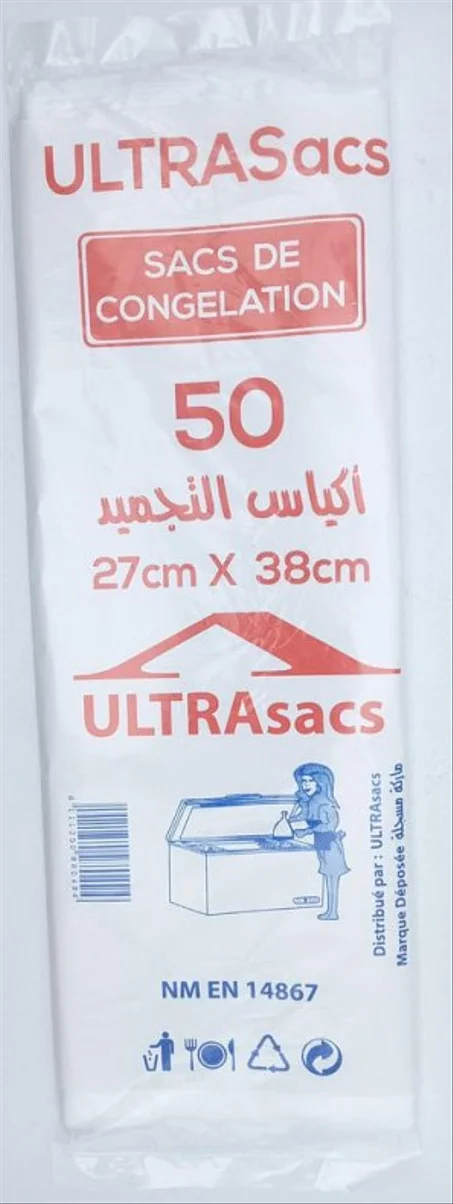 ULTRASacs
SACS DE
CONGELATION
50
أكياس التجميد
27cm X 38cm
ULTRAsacs
Distribué par : ULTRAsacs
Marque Déposée ماركة مسجلة
NM EN 14867